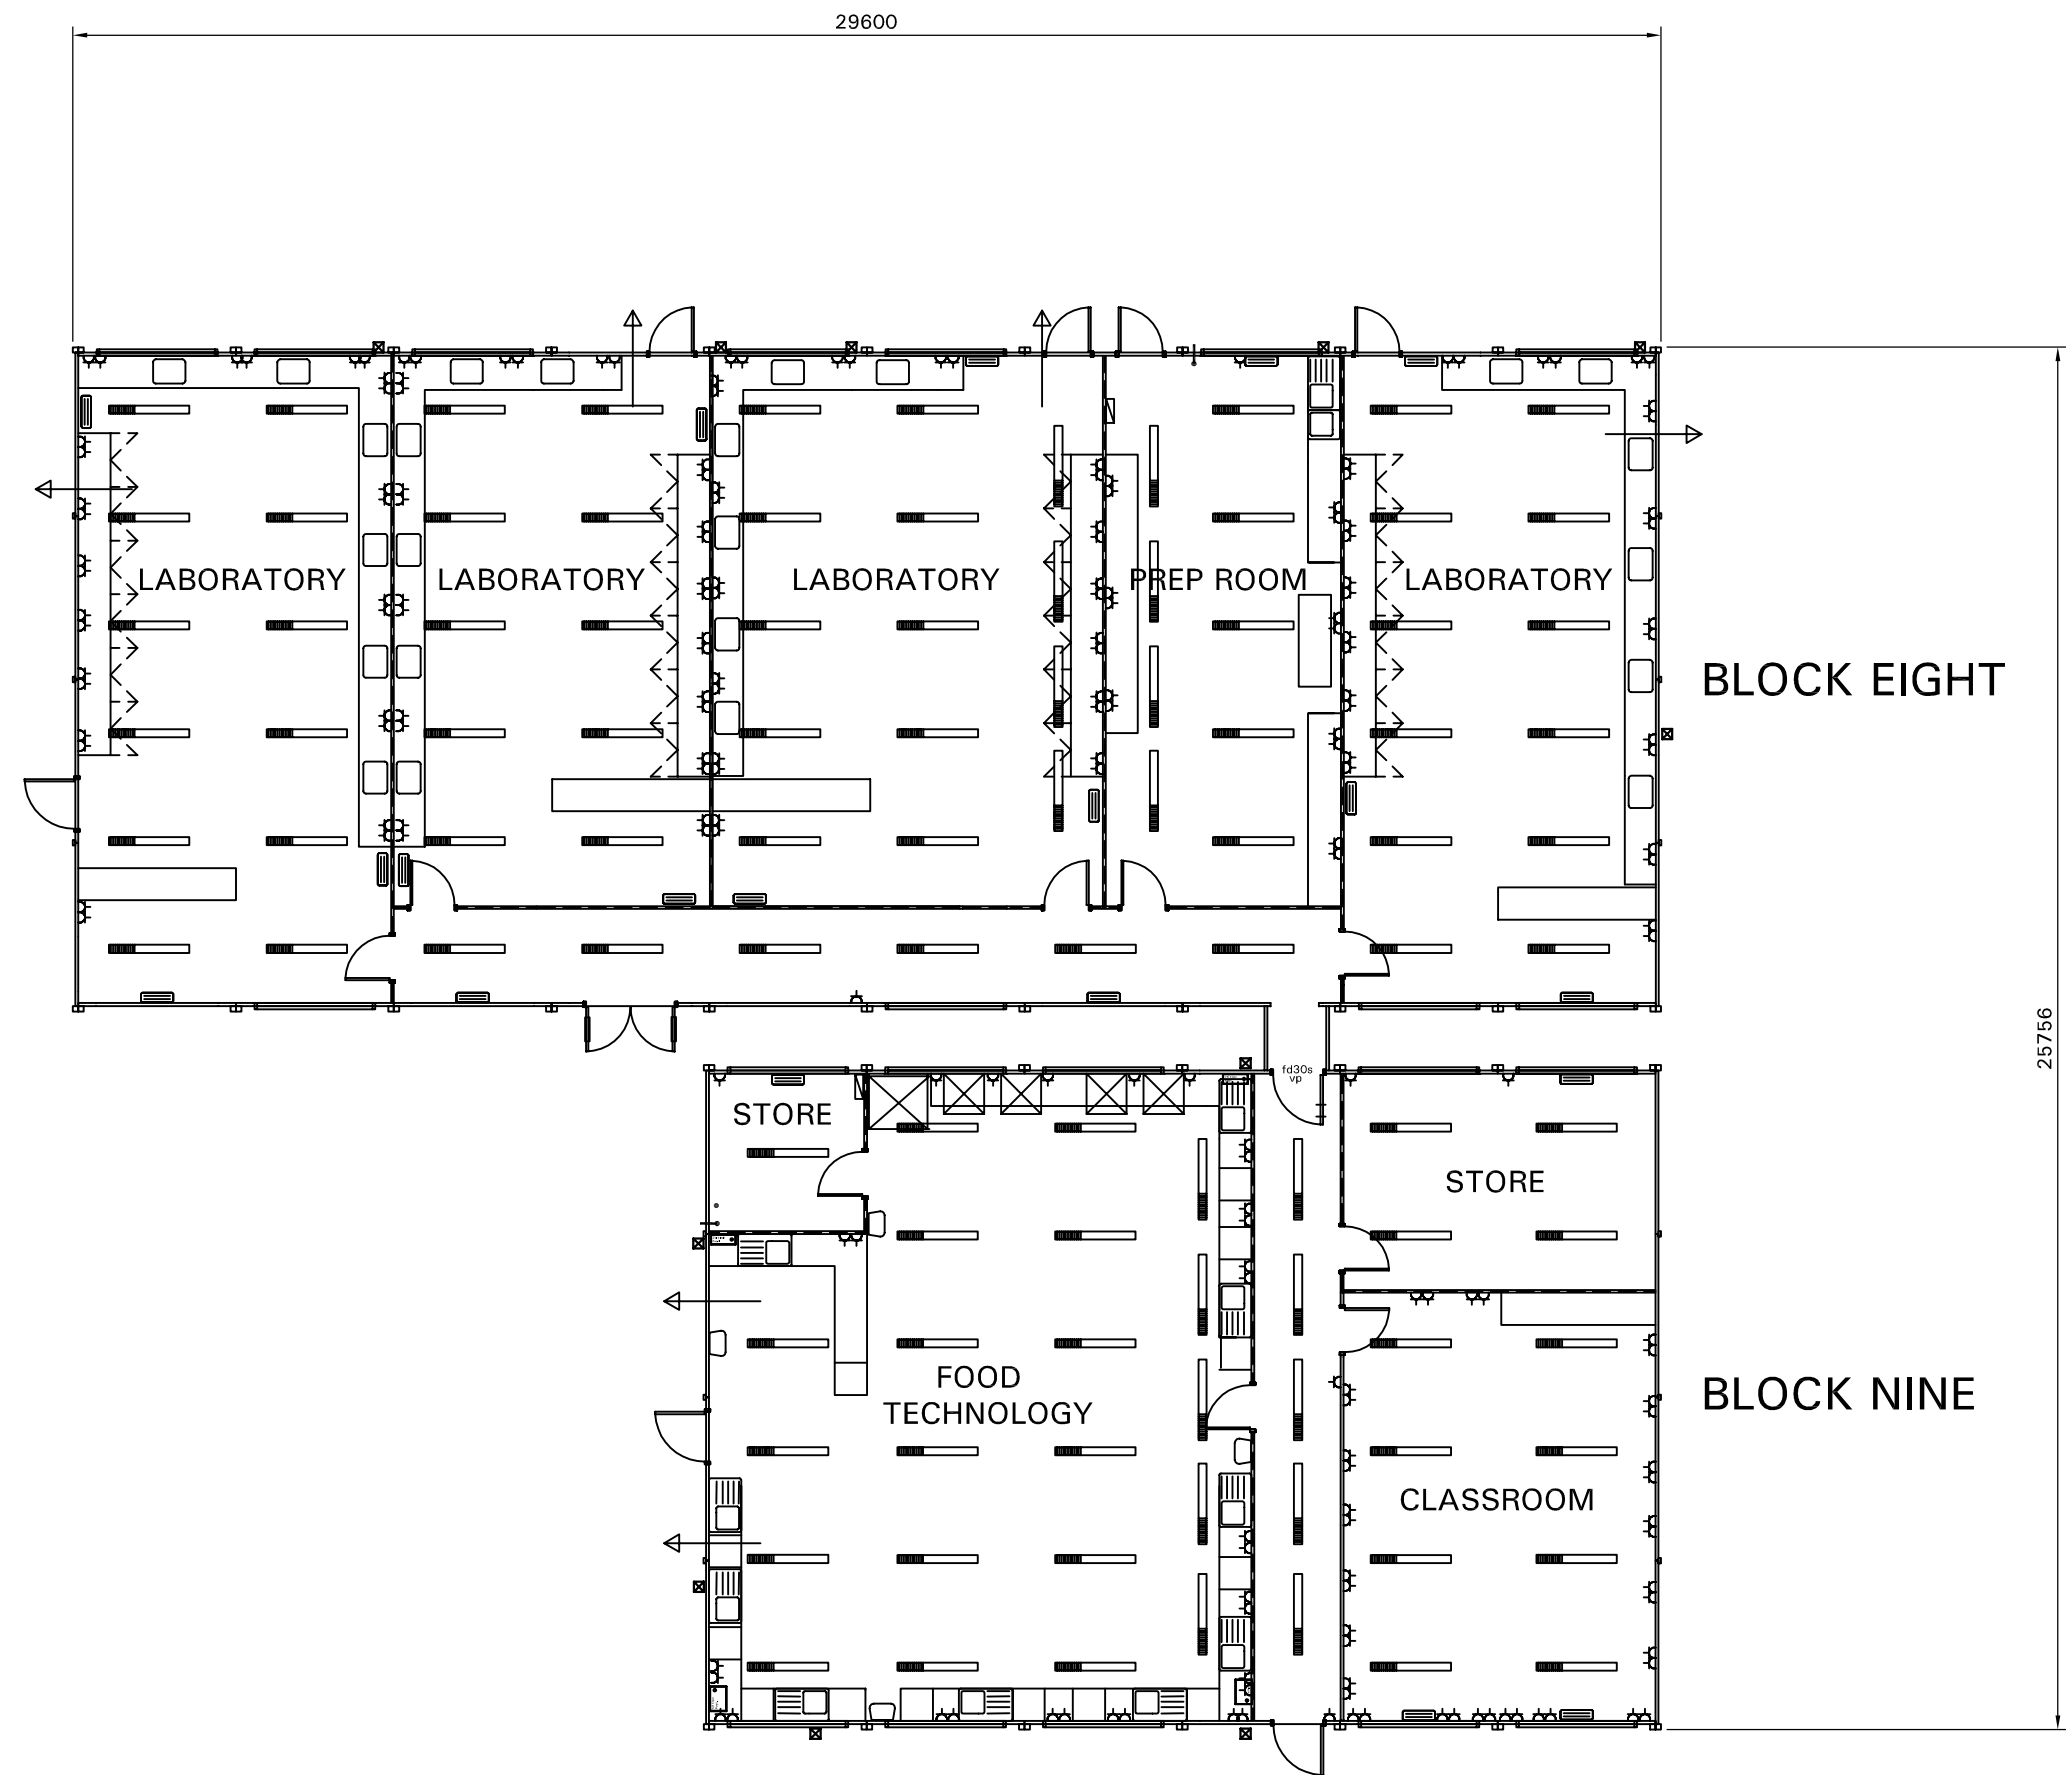 29600
LABORATORY
LABORATORY
LABORATORY
PREP ROOM
LABORATORY
BLOCK EIGHT
25756
fd30s
vp
STORE
STORE
FOOD
TECHNOLOGY
BLOCK NINE
CLASSROOM